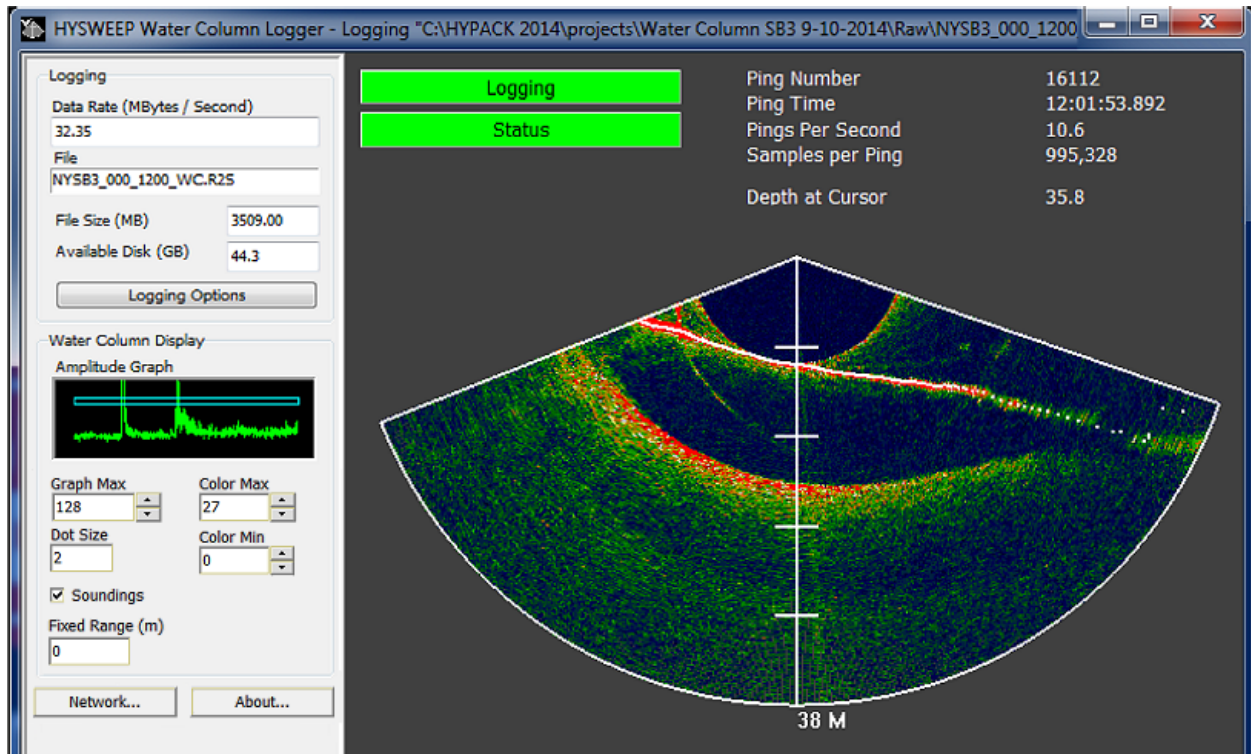 HYSWEEP Water Column Logger - Logging "C:\HYPACK 2014\projects\Water Column SB3 9-10-2014\Raw\NYSB3_000_1200
Logging
Data Rate (MBytes / Second)
32.35
File
NYSB3_000_1200_WC.R2S
File Size (MB) 3509.00
Available Disk (GB) 44.3
Logging Options
Water Column Display
Amplitude Graph
Graph Max Color Max
128 27
Dot Size Color Min
2 0
Soundings
Fixed Range (m)
0
Network... About...
Logging
Status
Ping Number 16112
Ping Time 12:01:53.892
Pings Per Second 10.6
Samples per Ping 995,328
Depth at Cursor 35.8
38 M